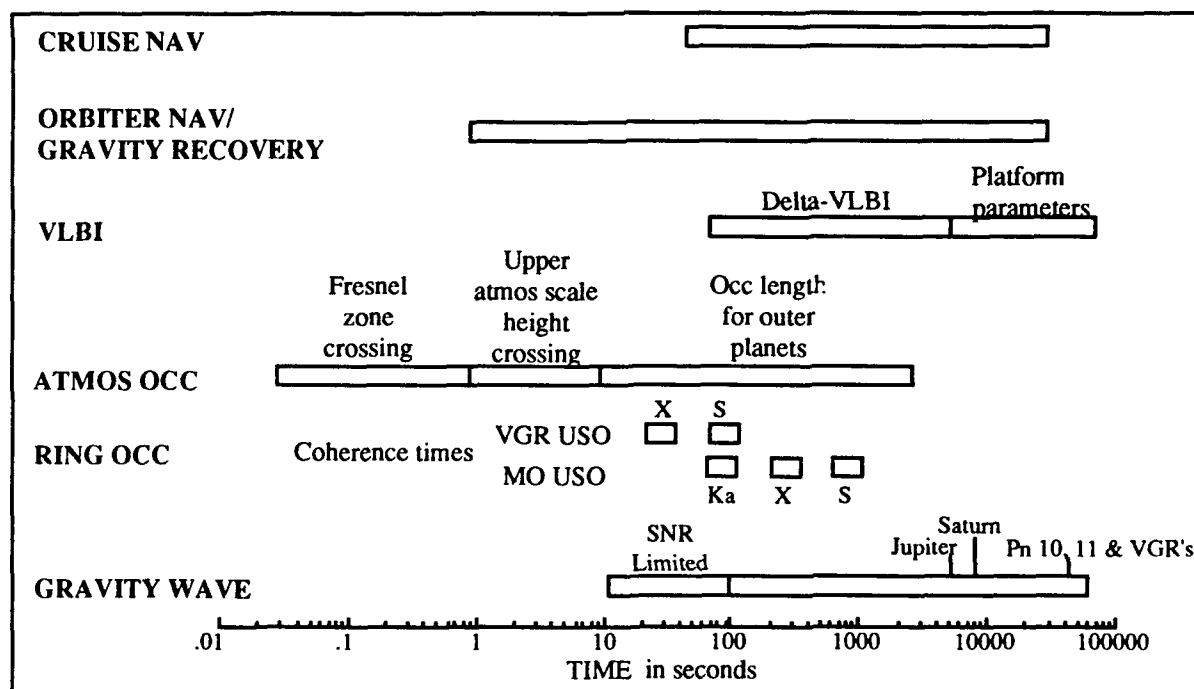 CRUISE NAV
ORBITER NAV/
GRAVITY RECOVERY
VLBI
Delta-VLBI
Platform
parameters
Fresnel
zone
crossing
Upper
atmos scale
height
crossing
Occ length
for outer
planets
ATMOS OCC
RING OCC
Coherence times
X S
VGR USO
MO USO
Ka X S
GRAVITY WAVE
SNR
Limited
Jupiter
Saturn
Pn 10, 11 & VGR's
.01 .1 1 10 100 1000 10000 100000
TIME in seconds